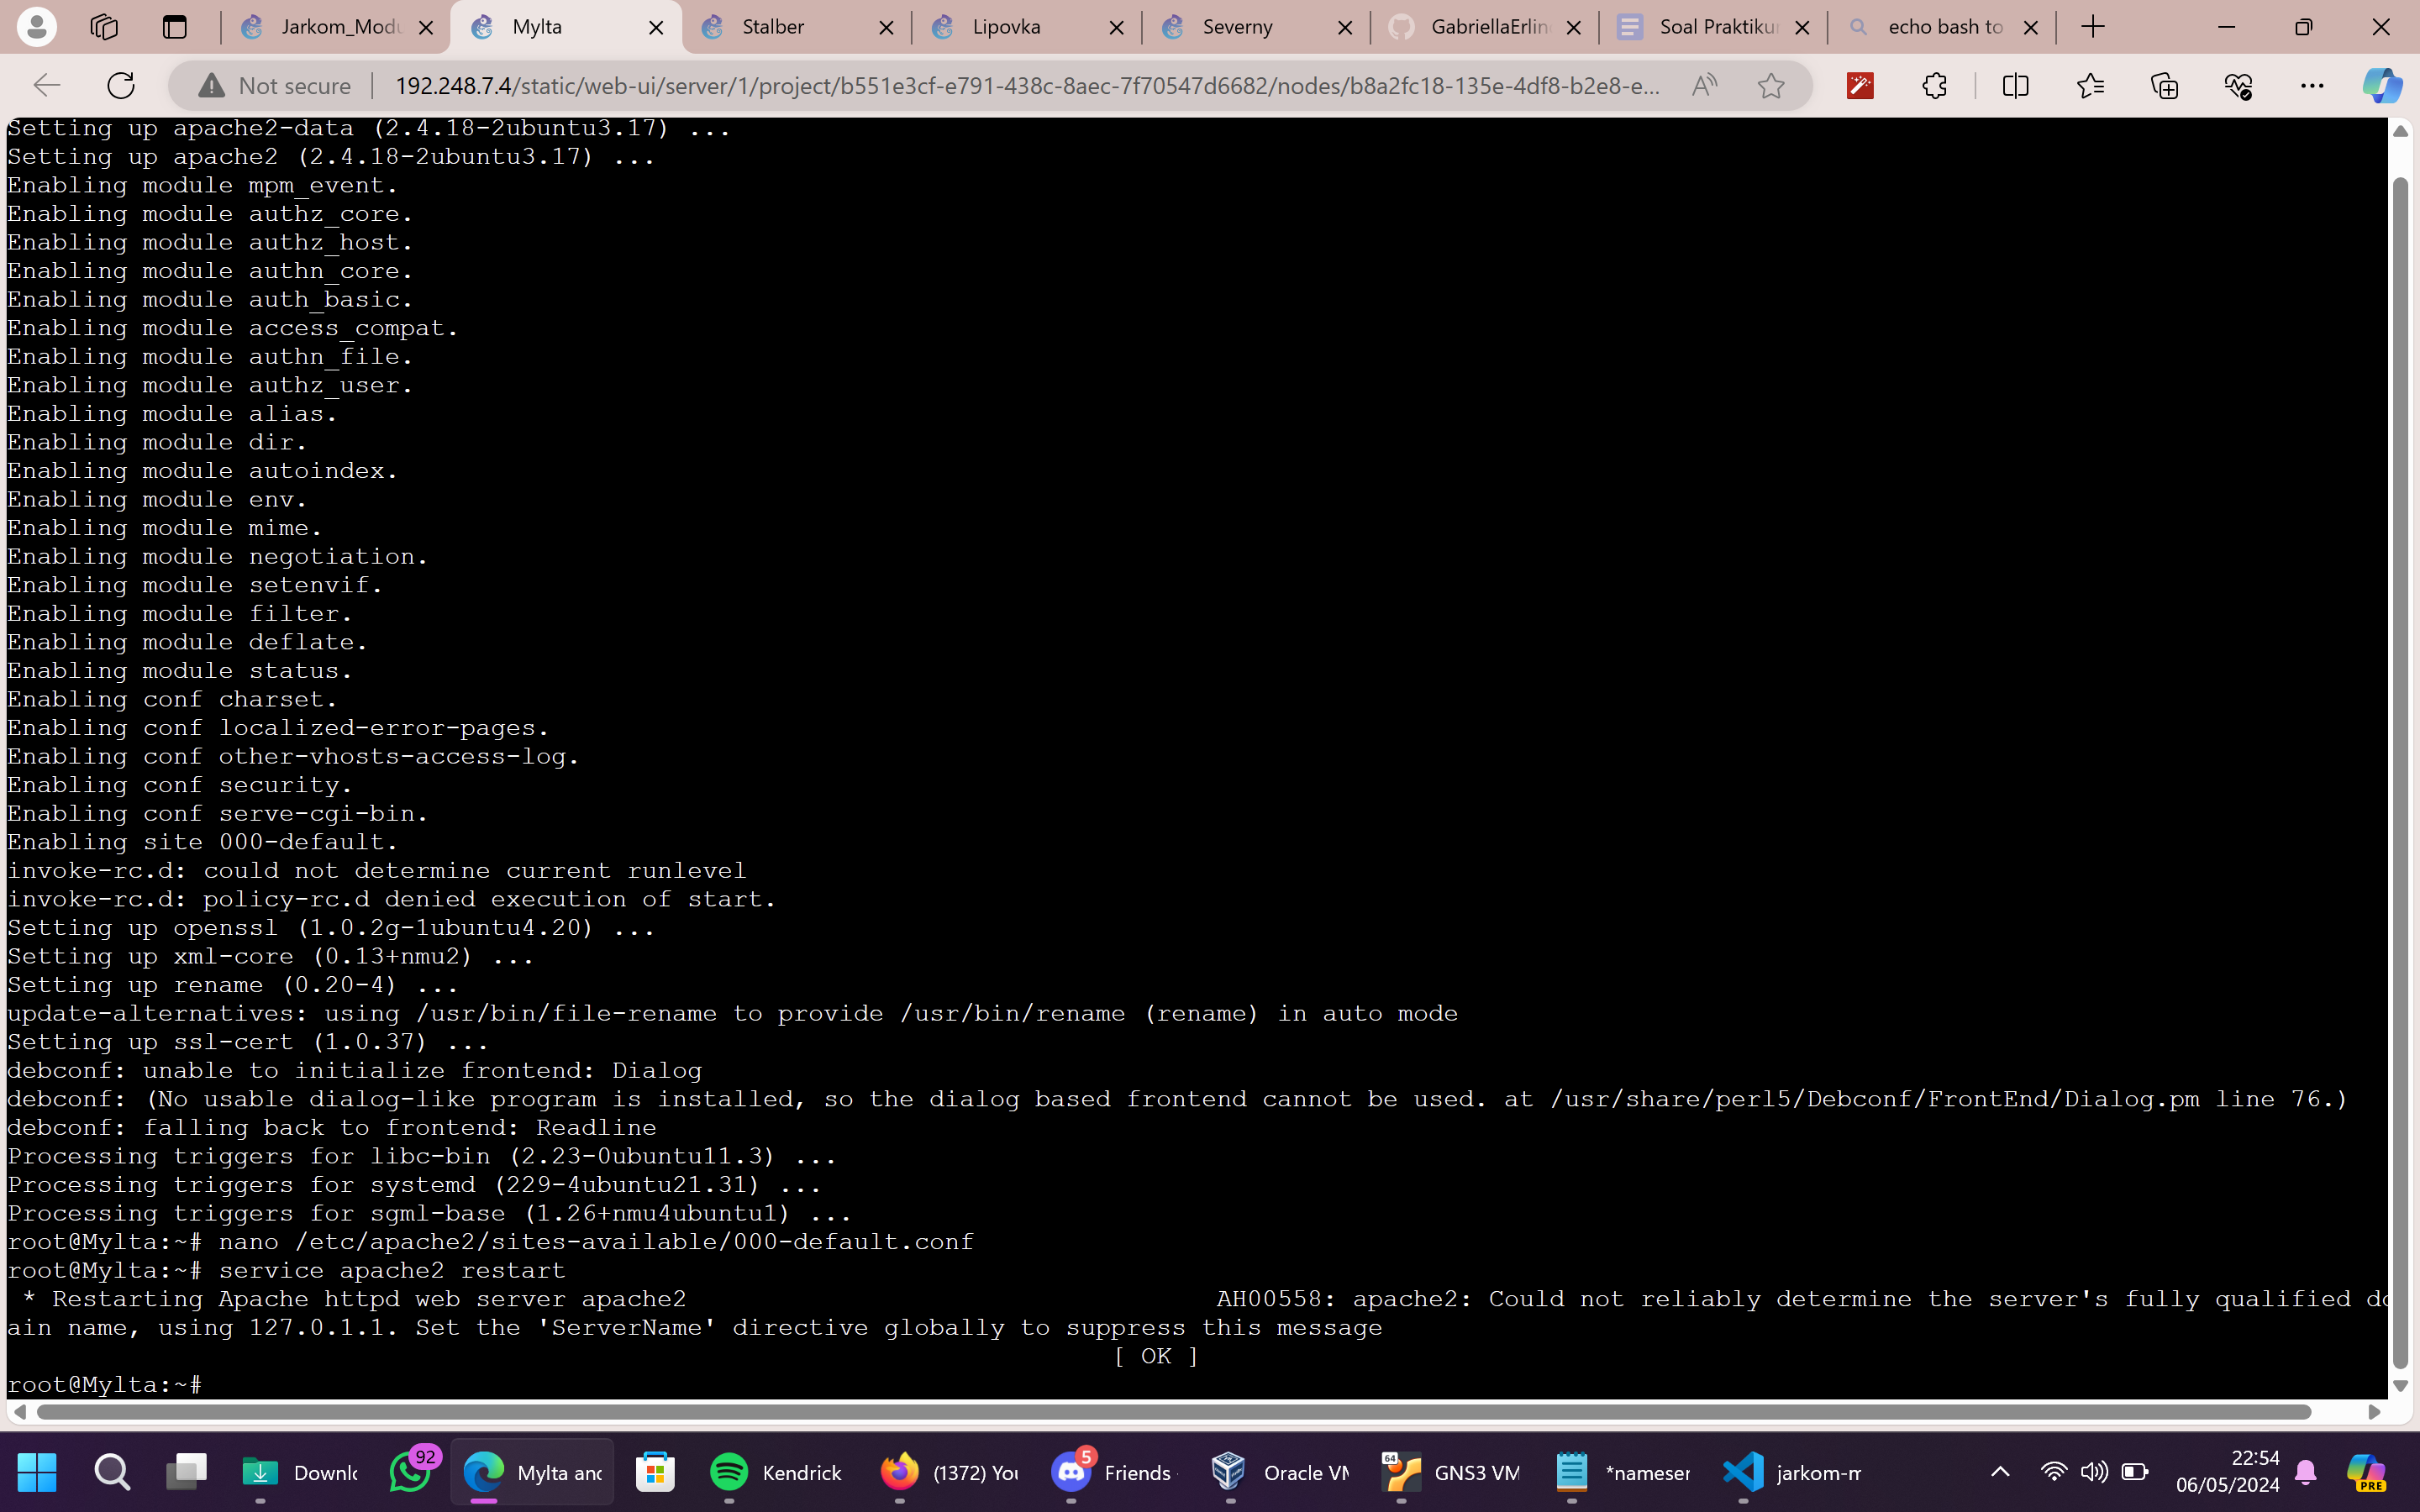 Jarkom_Modu
Mylta
Stalber
Lipovka
Severny
GabriellaErlin
Soal Praktikur
echo bash to
Not secure
192.248.7.4/static/web-ui/server/1/project/b551e3cf-e791-438c-8aec-7f70547d6682/nodes/b8a2fc18-135e-4df8-b2e8-e...
Setting up apache2-data (2.4.18-2ubuntu3.17) ...
Setting up apache2 (2.4.18-2ubuntu3.17) ...
Enabling module mpm_event.
Enabling module authz_core.
Enabling module authz_host.
Enabling module authn_core.
Enabling module auth_basic.
Enabling module access_compat.
Enabling module authn_file.
Enabling module authz_user.
Enabling module alias.
Enabling module dir.
Enabling module autoindex.
Enabling module env.
Enabling module mime.
Enabling module negotiation.
Enabling module setenvif.
Enabling module filter.
Enabling module deflate.
Enabling module status.
Enabling conf charset.
Enabling conf localized-error-pages.
Enabling conf other-vhosts-access-log.
Enabling conf security.
Enabling conf serve-cgi-bin.
Enabling site 000-default.
invoke-rc.d: could not determine current runlevel
invoke-rc.d: policy-rc.d denied execution of start.
Setting up openssl (1.0.2g-1ubuntu4.20) ...
Setting up xml-core (0.13+nmu2) ...
Setting up rename (0.20-4) ...
update-alternatives: using /usr/bin/file-rename to provide /usr/bin/rename (rename) in auto mode
Setting up ssl-cert (1.0.37) ...
debconf: unable to initialize frontend: Dialog
debconf: (No usable dialog-like program is installed, so the dialog based frontend cannot be used. at /usr/share/perl5/Debconf/FrontEnd/Dialog.pm line 76.)
debconf: falling back to frontend: Readline
Processing triggers for libc-bin (2.23-0ubuntu11.3) ...
Processing triggers for systemd (229-4ubuntu21.31) ...
Processing triggers for sgml-base (1.26+nmu4ubuntu1) ...
root@Mylta:~# nano /etc/apache2/sites-available/000-default.conf
root@Mylta:~# service apache2 restart
* Restarting Apache httpd web server apache2 AH00558: apache2: Could not reliably determine the server's fully qualified do
ain name, using 127.0.1.1. Set the 'ServerName' directive globally to suppress this message
[ OK ]
root@Mylta:~#
Downlo
92
Mylta and
Kendrick
(1372) You
5
Friends -
Oracle VM
64
GNS3 VM
*nameser
jarkom-m
22:54
06/05/2024
PRE